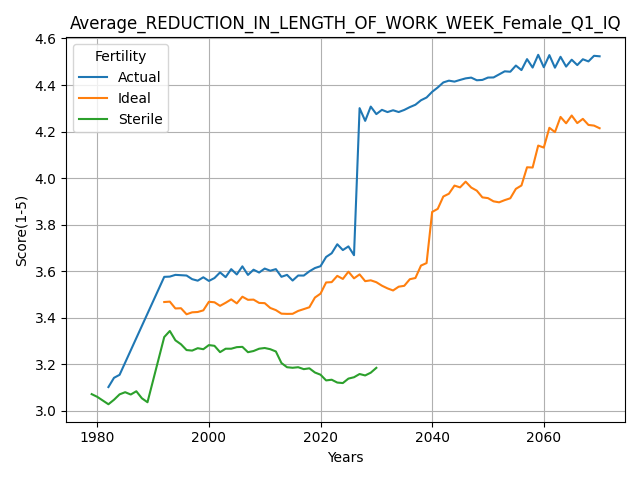 Average_REDUCTION_IN_LENGTH_OF_WORK_WEEK_Female_Q1_IQ
Fertility
Actual
Ideal
Sterile
4.6
4.4
4.2
4.0
3.8
3.6
3.4
3.2
3.0
Score(1-5)
1980
2000
2020
2040
2060
Years